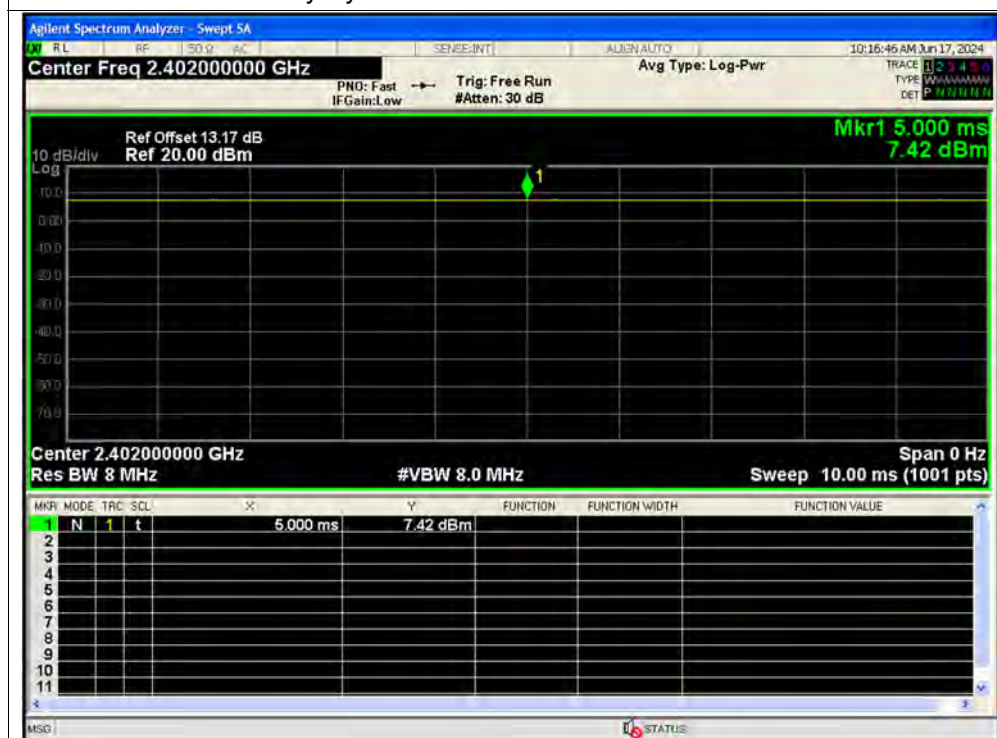 Agilent Spectrum Analyzer - Swept SA
RL RF 50 Ω AC SENSE:INT ALIGN AUTO 10:16:46 AM Jun 17, 2024
Center Freq 2.402000000 GHz
PNO: Fast
IFGain:Low
Trig: Free Run
#Atten: 30 dB
Avg Type: Log-Pwr
TRACE 1 2 3 4 5 6
TYPE WWWWWW
DET P N N N N N
Ref Offset 13.17 dB
Ref 20.00 dBm
10 dB/div
Log
Mkr1 5.000 ms
7.42 dBm
1
10.0
0.00
-10.0
-20.0
-30.0
-40.0
-50.0
-60.0
-70.0
Center 2.402000000 GHz Span 0 Hz
Res BW 8 MHz #VBW 8.0 MHz Sweep 10.00 ms (1001 pts)
MKR MODE TRC SCL X Y FUNCTION FUNCTION WIDTH FUNCTION VALUE
1 N 1 t 5.000 ms 7.42 dBm
2
3
4
5
6
7
8
9
10
11
MSG STATUS